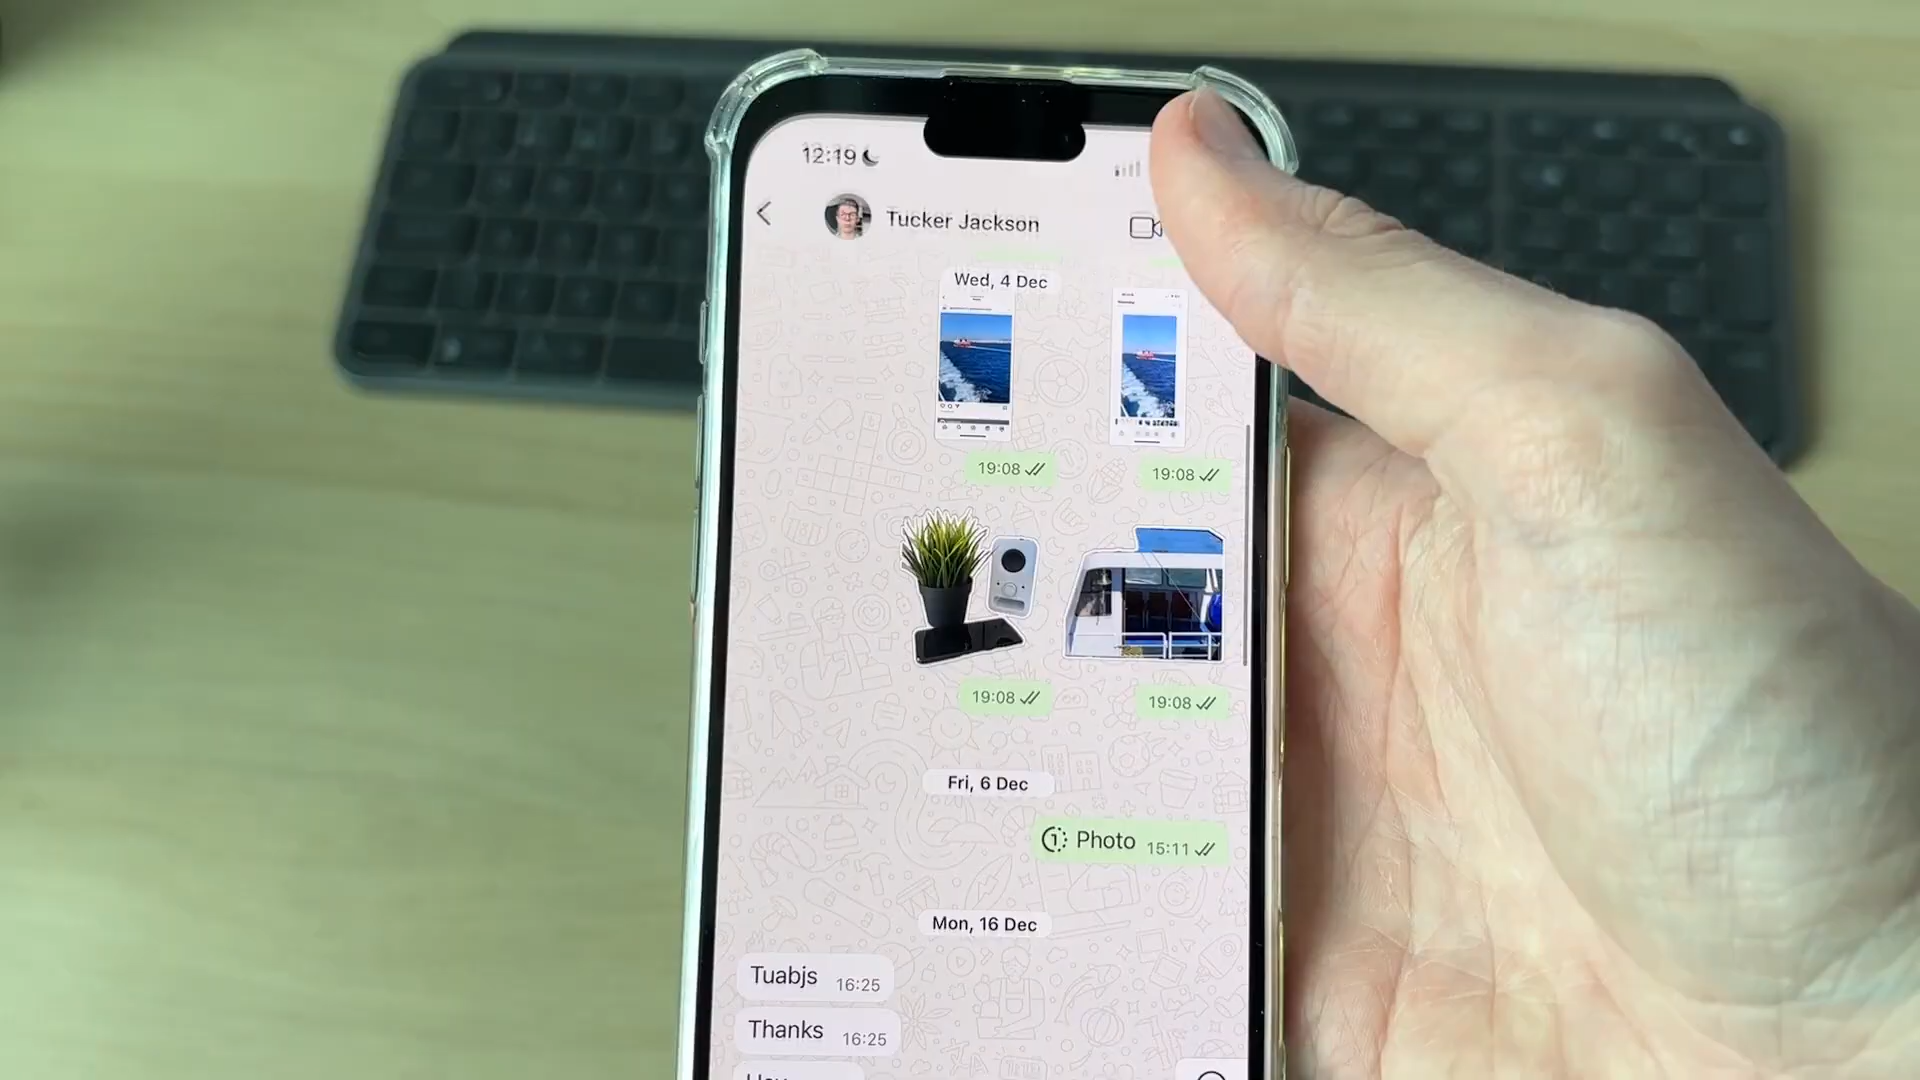 12:19
Tucker Jackson
Wed, 4 Dec
19:08
19:08
19:08
19:08
Fri, 6 Dec
1 Photo 15:11
Mon, 16 Dec
Tuabjs 16:25
Thanks 16:25